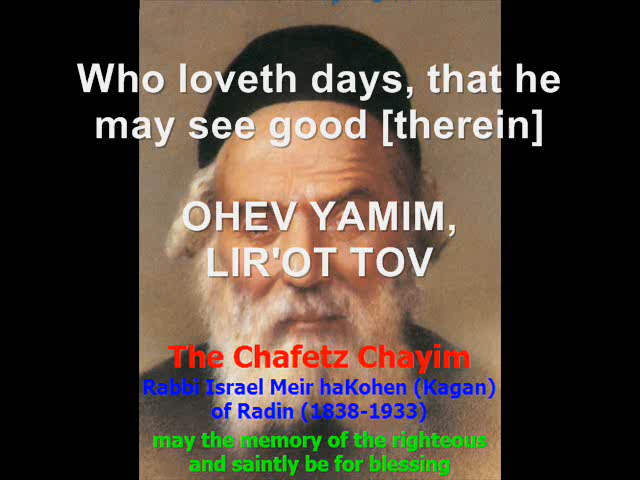 Who loveth days, that he
may see good [therein]
OHEV YAMIM,
LIR'OT TOV
The Chafetz Chayim
Rabbi Israel Meir haKohen (Kagan)
of Radin (1838-1933)
may the memory of the righteous
and saintly be for blessing